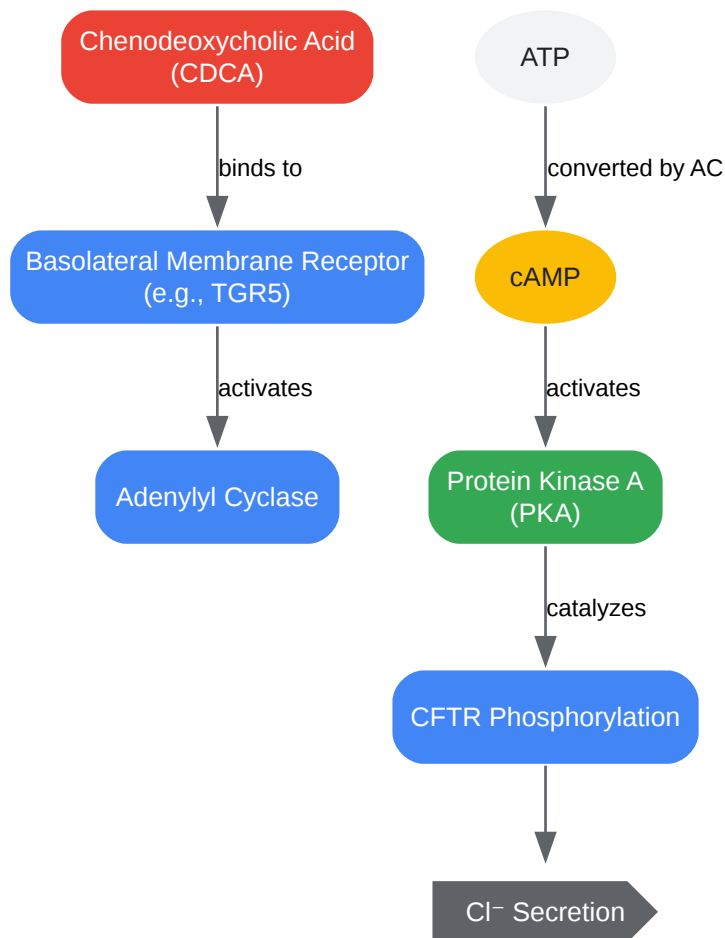 Chenodeoxycholic Acid
(CDCA)
binds to
Basolateral Membrane Receptor
(e.g., TGR5)
activates
Adenylyl Cyclase
ATP
converted by AC
cAMP
activates
Protein Kinase A
(PKA)
catalyzes
CFTR Phosphorylation
Cl⁻ Secretion